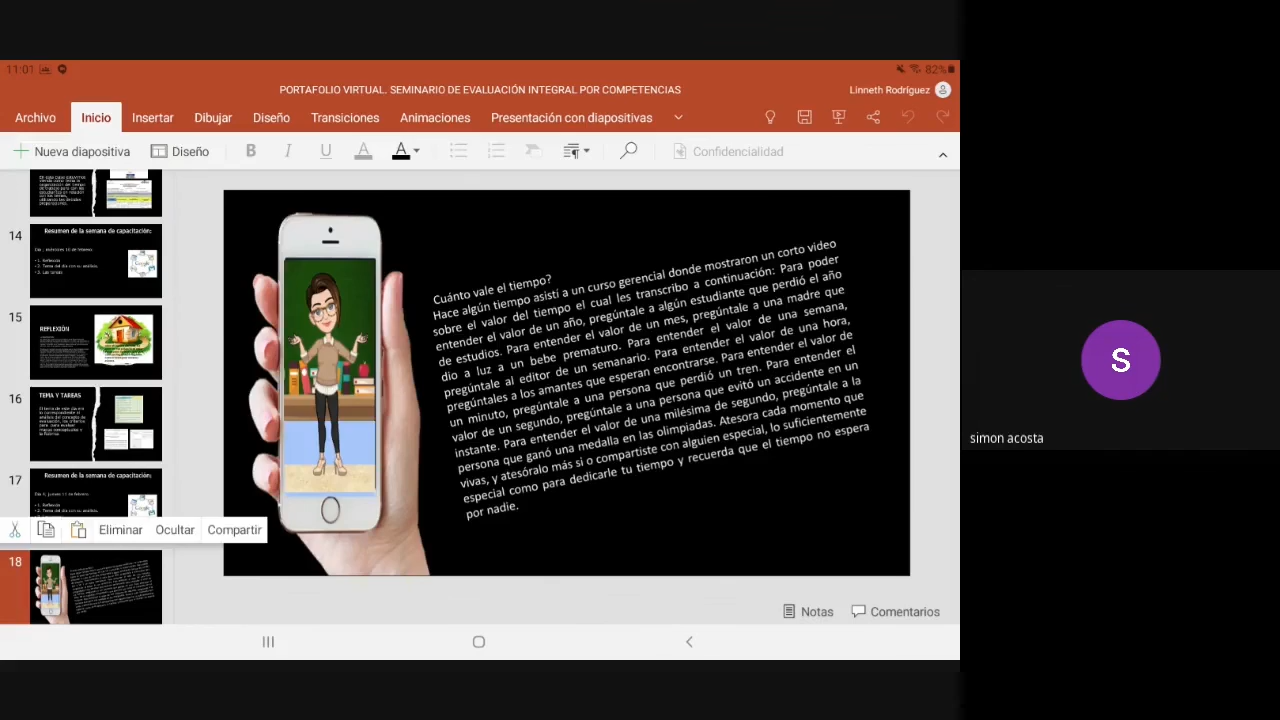 11:01
82%
PORTAFOLIO VIRTUAL. SEMINARIO DE EVALUACIÓN INTEGRAL POR COMPETENCIAS
Linneth Rodríguez
Archivo Inicio Insertar Dibujar Diseño Transiciones Animaciones Presentación con diapositivas
Nueva diapositiva Diseño B I U A A Confidencialidad
14
Resumen de la semana de capacitación:
15
REFLEXIÓN
16
TEMA Y TAREAS
17
Resumen de la semana de capacitación:
Eliminar Ocultar Compartir
18
Cuánto vale el tiempo?
Hace algún tiempo asistí a un curso gerencial donde mostraron un corto video
sobre el valor del tiempo el cual les transcribo a continuación: Para poder
entender el valor de un año, pregúntale a algún estudiante que perdió el año
de estudios. Para entender el valor de un mes, pregúntale a una madre que
dio a luz a un bebe prematuro. Para entender el valor de una semana,
pregúntale al editor de un semanario. Para entender el valor de una hora,
pregúntales a los amantes que esperan encontrarse. Para entender el valor de
un minuto, pregúntale a una persona que perdió un tren. Para entender el
valor de un segundo, pregúntale a una persona que evitó un accidente en un
instante. Para entender el valor de una milésima de segundo, pregúntale a la
persona que ganó una medalla en las olimpiadas. Atesora cada momento que
vivas, y atesóralo más si o compartiste con alguien especial, lo suficientemente
especial como para dedicarle tu tiempo y recuerda que el tiempo no espera
por nadie.
Notas Comentarios
S
simon acosta